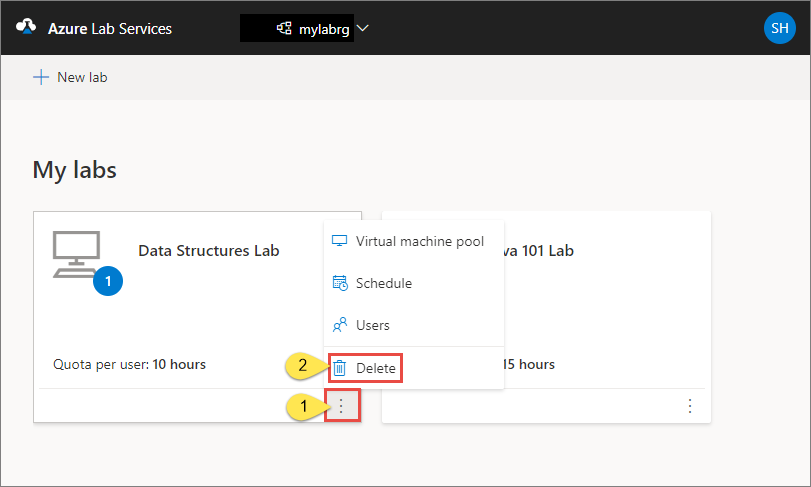 Azure Lab Services
mylabrg
SH
New lab
My labs
Data Structures Lab
1
Quota per user: 10 hours
Virtual machine pool
Schedule
Users
2
Delete
1
101 Lab
15 hours